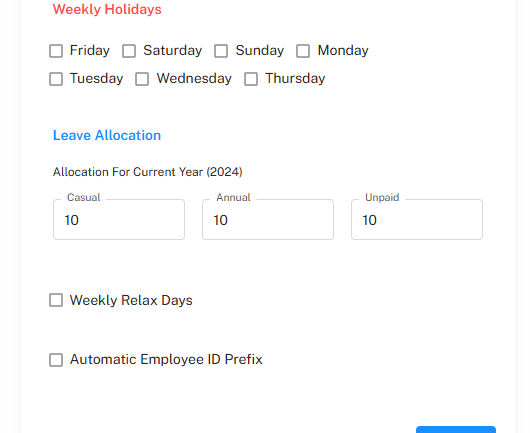 Weekly Holidays
Friday Saturday Sunday Monday
Tuesday Wednesday Thursday
Leave Allocation
Allocation For Current Year (2024)
Casual Annual Unpaid
10 10 10
Weekly Relax Days
Automatic Employee ID Prefix